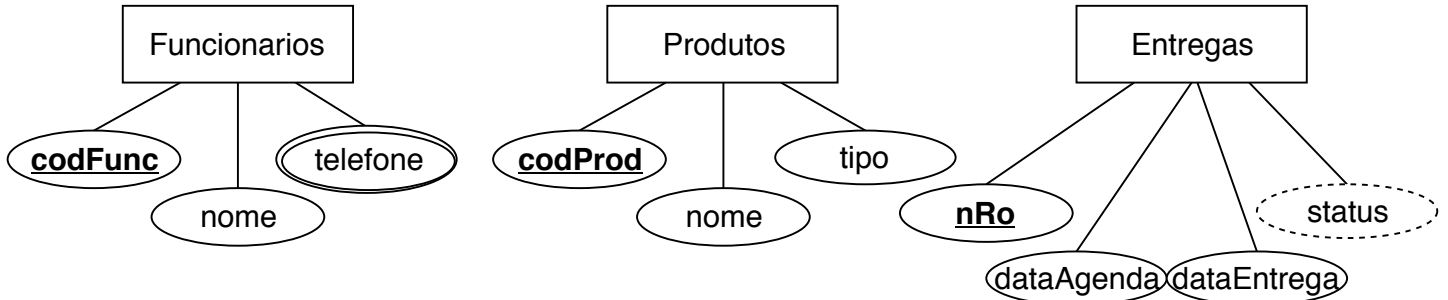 Funcionarios
Produtos
Entregas
codFunc
telefone
nome
codProd
tipo
nome
nRo
status
dataAgenda
dataEntrega